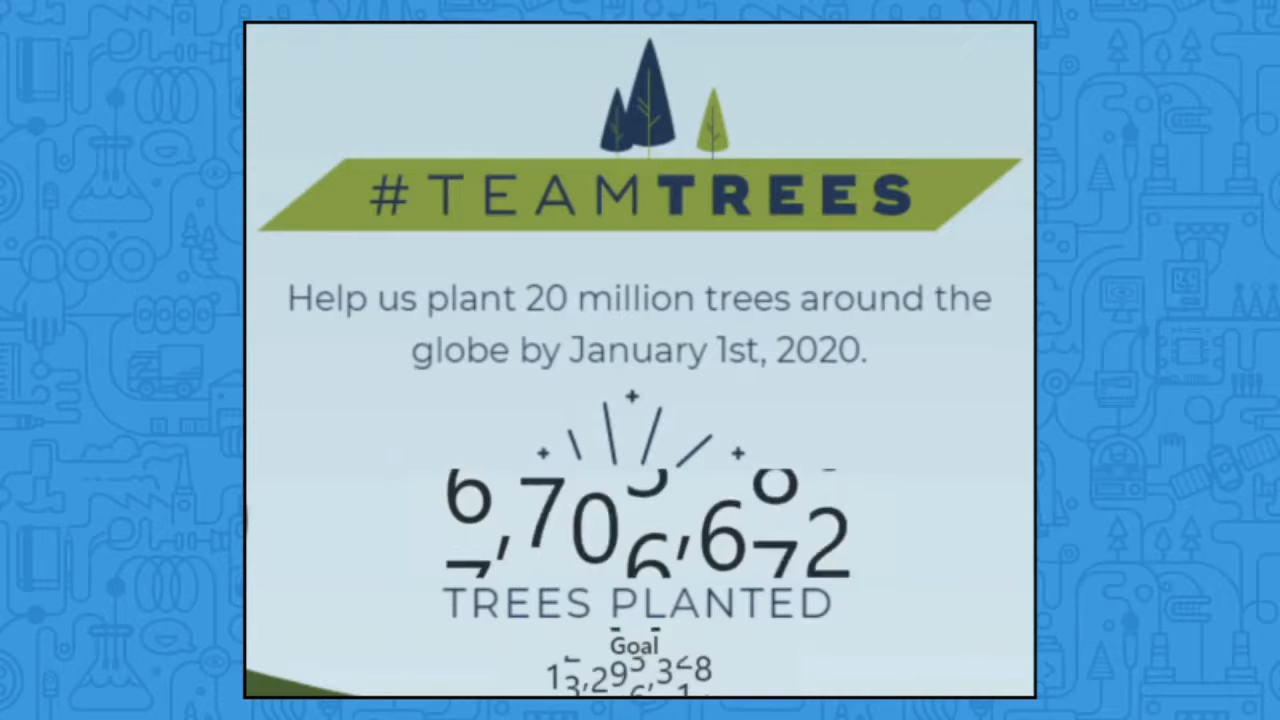 #TEAMTREES
Help us plant 20 million trees around the
globe by January 1st, 2020.
TREES PLANTED
Goal